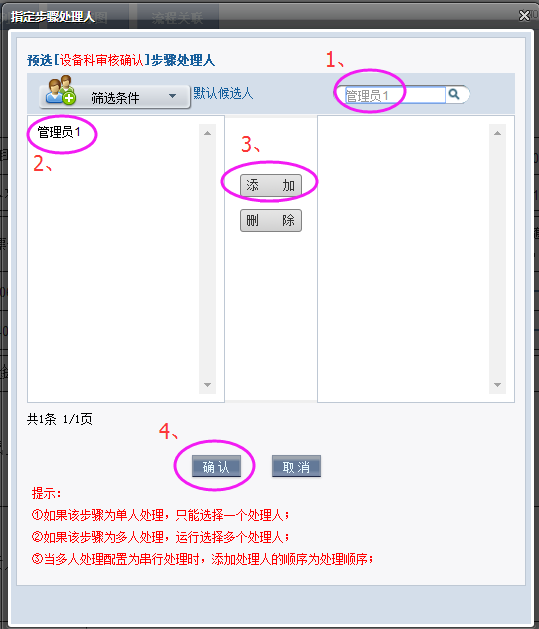 指定步骤处理人
图
流程关联
预选[设备科审核确认]步骤处理人
1、
筛选条件
默认候选人
管理员1
管理员1
2、
3、
添 加
删 除
共1条 1/1页
4、
确 认
取 消
提示:
①如果该步骤为单人处理，只能选择一个处理人；
②如果该步骤为多人处理，运行选择多个处理人；
③当多人处理配置为串行处理时，添加处理人的顺序为处理顺序；